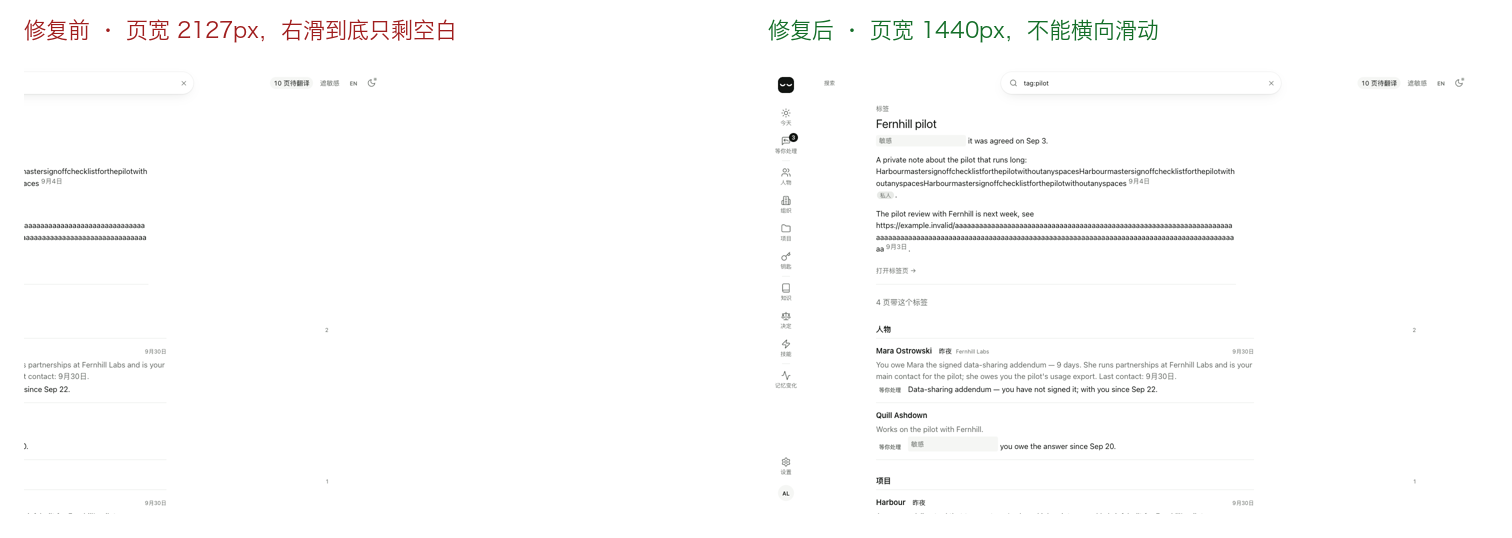 修复前 · 页宽 2127px，右滑到底只剩空白
10 页待翻译 遮敏感 EN
astersignoffchecklistforthepilotwith
aces 9月4日
aaaaaaaaaaaaaaaaaaaaaaaaaaaaaa
2
9月30日
partnerships at Fernhill Labs and is your
contact: 9月30日.
since Sep 22.
0.
1
9月30日
修复后 · 页宽 1440px，不能横向滑动
搜索
tag:pilot
10 页待翻译 遮敏感 EN
今天
3
等你处理
人物
组织
项目
钥匙
知识
决定
技能
记忆变化
设置
AL
标签
Fernhill pilot
敏感 it was agreed on Sep 3.
A private note about the pilot that runs long:
HarbourmastersignoffchecklistforthepilotwithoutanyspacesHarbourmastersignoffchecklistforthepilotwith
outanyspacesHarbourmastersignoffchecklistforthepilotwithoutanyspaces 9月4日
私人 .
The pilot review with Fernhill is next week, see
aa 9月3日 .
打开标签页 →
4 页带这个标签
人物 2
Mara Ostrowski 昨夜 Fernhill Labs 9月30日
You owe Mara the signed data-sharing addendum — 9 days. She runs partnerships at Fernhill Labs and is your
main contact for the pilot; she owes you the pilot's usage export. Last contact: 9月30日.
等你处理 Data-sharing addendum — you have not signed it; with you since Sep 22.
Quill Ashdown
Works on the pilot with Fernhill.
等你处理 敏感 you owe the answer since Sep 20.
项目 1
Harbour 昨夜 9月30日